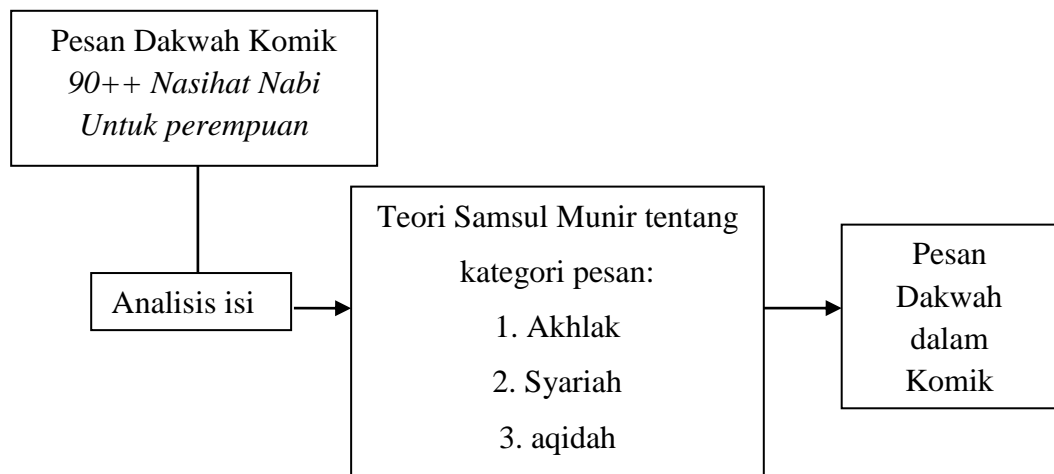 Pesan Dakwah Komik
90++ Nasihat Nabi
Untuk perempuan
Analisis isi
Teori Samsul Munir tentang
kategori pesan:
1. Akhlak
2. Syariah
3. aqidah
Pesan
Dakwah
dalam
Komik